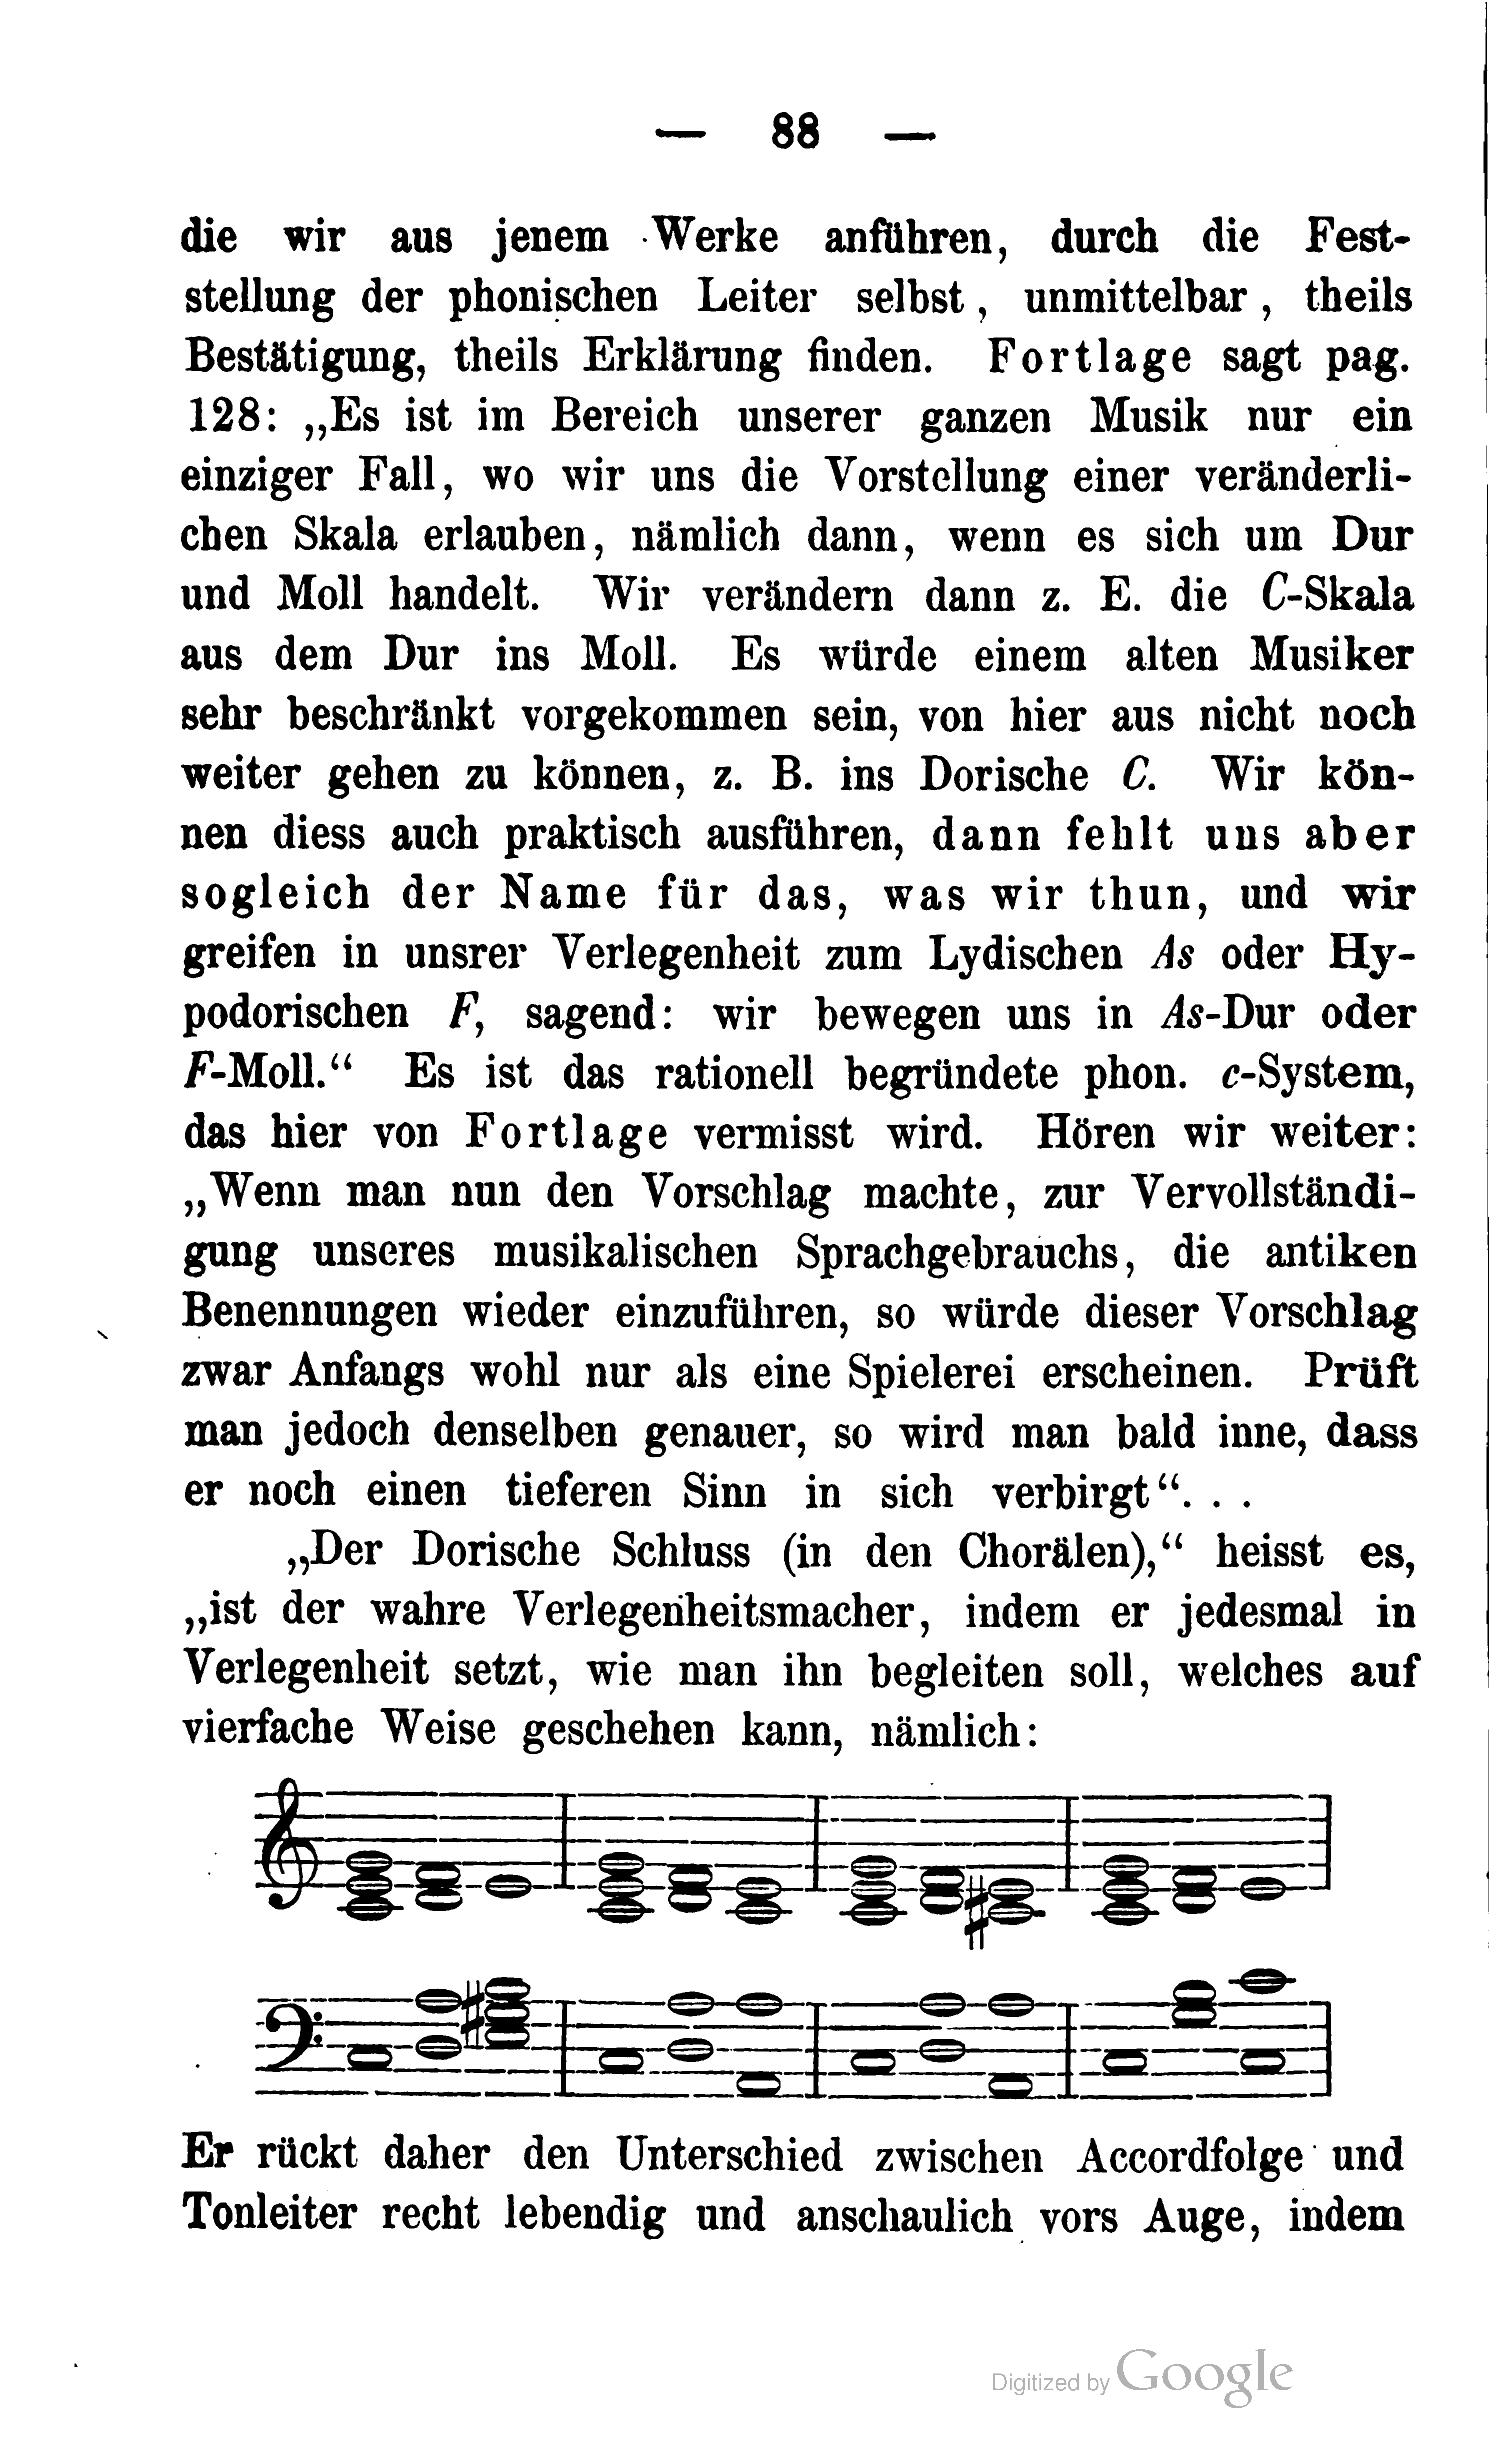 — 88 —
die wir aus jenem Werke anführen, durch die Fest-
stellung der phonischen Leiter selbst, unmittelbar, theils
Bestätigung, theils Erklärung finden. Fortlage sagt pag.
128: „Es ist im Bereich unserer ganzen Musik nur ein
einziger Fall, wo wir uns die Vorstellung einer veränderli-
chen Skala erlauben, nämlich dann, wenn es sich um Dur
und Moll handelt. Wir verändern dann z. E. die C-Skala
aus dem Dur ins Moll. Es würde einem alten Musiker
sehr beschränkt vorgekommen sein, von hier aus nicht noch
weiter gehen zu können, z. B. ins Dorische C. Wir kön-
nen diess auch praktisch ausführen, dann fehlt uns aber
sogleich der Name für das, was wir thun, und wir
greifen in unsrer Verlegenheit zum Lydischen As oder Hy-
podorischen F, sagend: wir bewegen uns in As-Dur oder
F-Moll.“ Es ist das rationell begründete phon. c-System,
das hier von Fortlage vermisst wird. Hören wir weiter:
„Wenn man nun den Vorschlag machte, zur Vervollständi-
gung unseres musikalischen Sprachgebrauchs, die antiken
Benennungen wieder einzuführen, so würde dieser Vorschlag
zwar Anfangs wohl nur als eine Spielerei erscheinen. Prüft
man jedoch denselben genauer, so wird man bald inne, dass
er noch einen tieferen Sinn in sich verbirgt“. . .
„Der Dorische Schluss (in den Chorälen),“ heisst es,
„ist der wahre Verlegenheitsmacher, indem er jedesmal in
Verlegenheit setzt, wie man ihn begleiten soll, welches auf
vierfache Weise geschehen kann, nämlich:
Er rückt daher den Unterschied zwischen Accordfolge und
Tonleiter recht lebendig und anschaulich vors Auge, indem
Digitized by Google